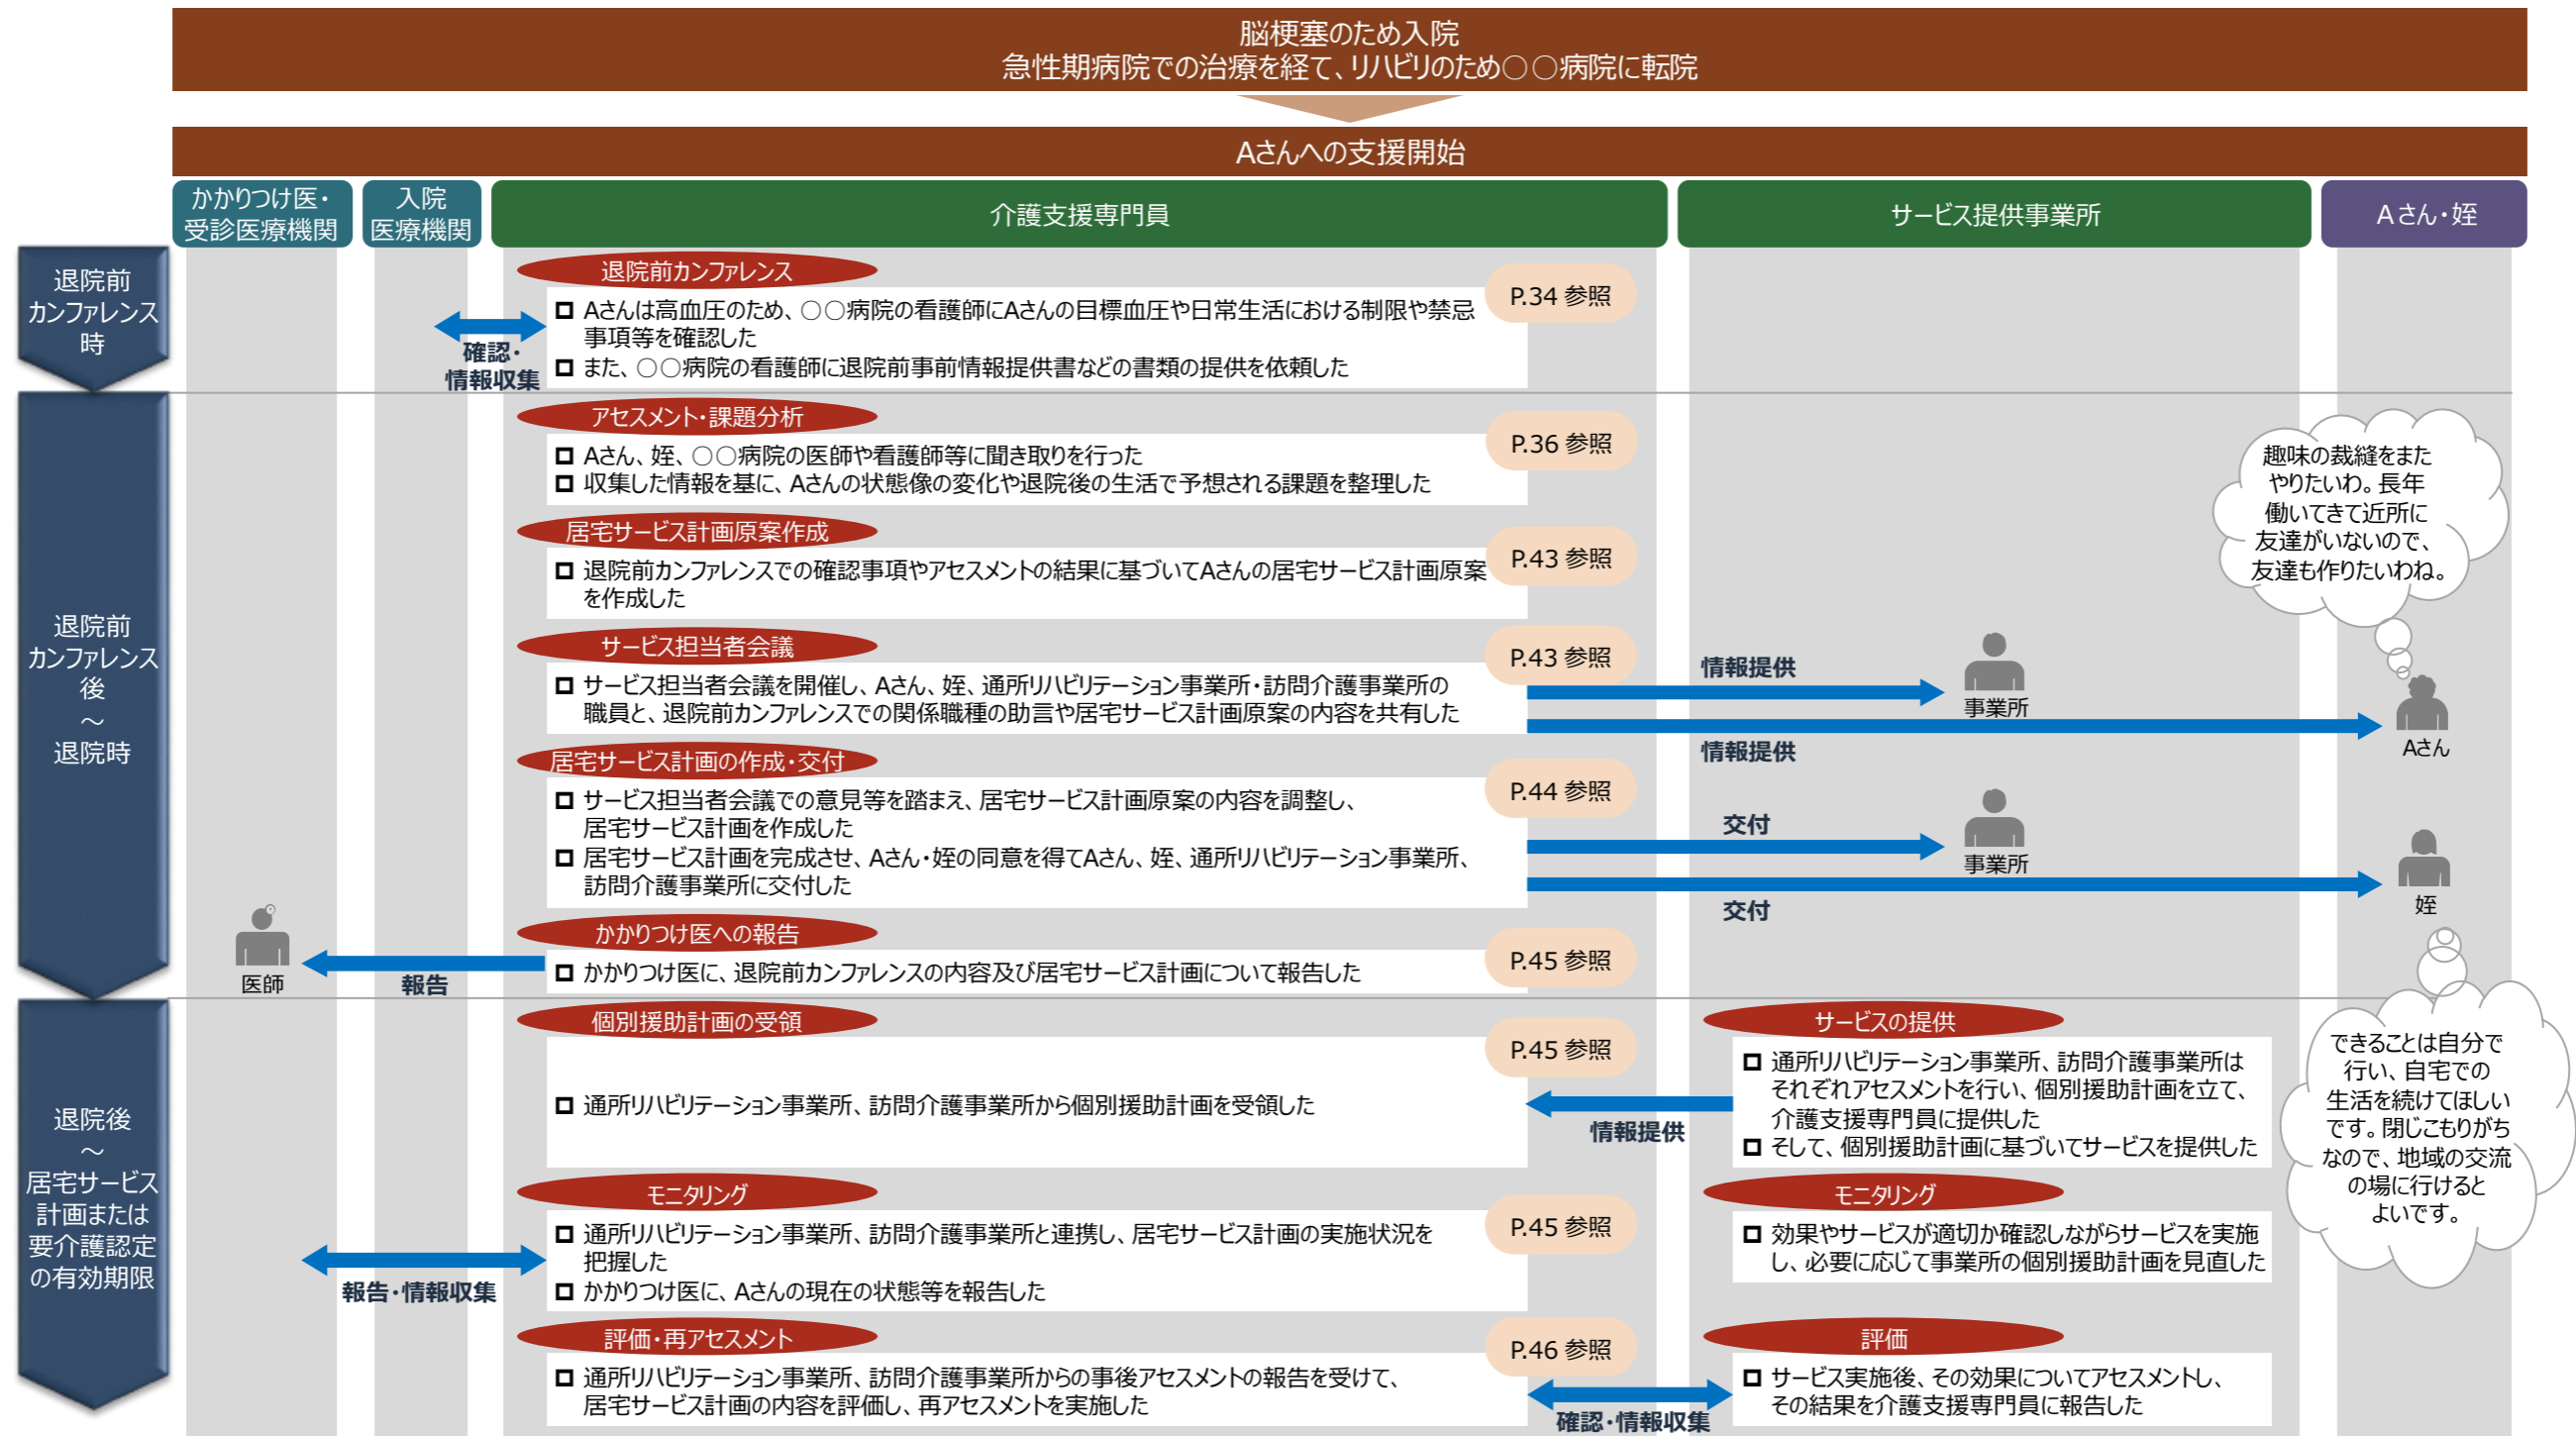 脳梗塞のため入院
急性期病院での治療を経て、リハビリのため○○病院に転院
Aさんへの支援開始
かかりつけ医・
受診医療機関
入院
医療機関
介護支援専門員
サービス提供事業所
Aさん・姪
退院前
カンファレンス
時
退院前カンファレンス
P.34 参照
Aさんは高血圧のため、○○病院の看護師にAさんの目標血圧や日常生活における制限や禁忌
事項等を確認した
また、○○病院の看護師に退院前事前情報提供書などの書類の提供を依頼した
確認・
情報収集
退院前
カンファレンス
後
～
退院時
アセスメント・課題分析
P.36 参照
Aさん、姪、○○病院の医師や看護師等に聞き取りを行った
収集した情報を基に、Aさんの状態像の変化や退院後の生活で予想される課題を整理した
居宅サービス計画原案作成
P.43 参照
退院前カンファレンスでの確認事項やアセスメントの結果に基づいてAさんの居宅サービス計画原案
を作成した
サービス担当者会議
P.43 参照
サービス担当者会議を開催し、Aさん、姪、通所リハビリテーション事業所・訪問介護事業所の
職員と、退院前カンファレンスでの関係職種の助言や居宅サービス計画原案の内容を共有した
情報提供
事業所
情報提供
Aさん
趣味の裁縫をまた
やりたいわ。長年
働いてきて近所に
友達がいないので、
友達も作りたいわね。
居宅サービス計画の作成・交付
P.44 参照
サービス担当者会議での意見等を踏まえ、居宅サービス計画原案の内容を調整し、
居宅サービス計画を作成した
居宅サービス計画を完成させ、Aさん・姪の同意を得てAさん、姪、通所リハビリテーション事業所、
訪問介護事業所に交付した
交付
事業所
交付
姪
かかりつけ医への報告
P.45 参照
かかりつけ医に、退院前カンファレンスの内容及び居宅サービス計画について報告した
医師
報告
退院後
～
居宅サービス
計画または
要介護認定
の有効期限
個別援助計画の受領
P.45 参照
通所リハビリテーション事業所、訪問介護事業所から個別援助計画を受領した
情報提供
サービスの提供
通所リハビリテーション事業所、訪問介護事業所は
それぞれアセスメントを行い、個別援助計画を立て、
介護支援専門員に提供した
そして、個別援助計画に基づいてサービスを提供した
できることは自分で
行い、自宅での
生活を続けてほしい
です。閉じこもりがち
なので、地域の交流
の場に行けると
よいです。
モニタリング
P.45 参照
通所リハビリテーション事業所、訪問介護事業所と連携し、居宅サービス計画の実施状況を
把握した
かかりつけ医に、Aさんの現在の状態等を報告した
報告・情報収集
モニタリング
効果やサービスが適切か確認しながらサービスを実施
し、必要に応じて事業所の個別援助計画を見直した
評価・再アセスメント
P.46 参照
通所リハビリテーション事業所、訪問介護事業所からの事後アセスメントの報告を受けて、
居宅サービス計画の内容を評価し、再アセスメントを実施した
確認・情報収集
評価
サービス実施後、その効果についてアセスメントし、
その結果を介護支援専門員に報告した